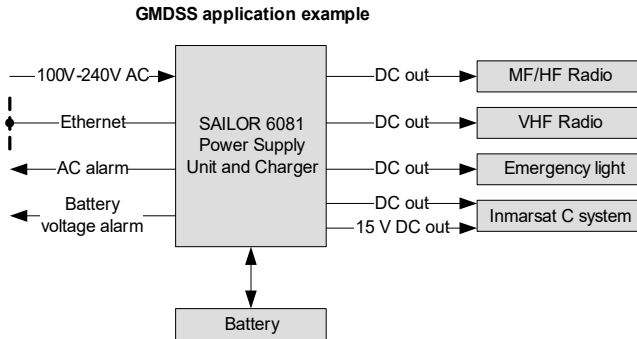 GMDSS application example
100V-240V AC
Ethernet
AC alarm
Battery
voltage alarm
SAILOR 6081
Power Supply
Unit and Charger
DC out
DC out
DC out
DC out
15 V DC out
MF/HF Radio
VHF Radio
Emergency light
Inmarsat C system
Battery